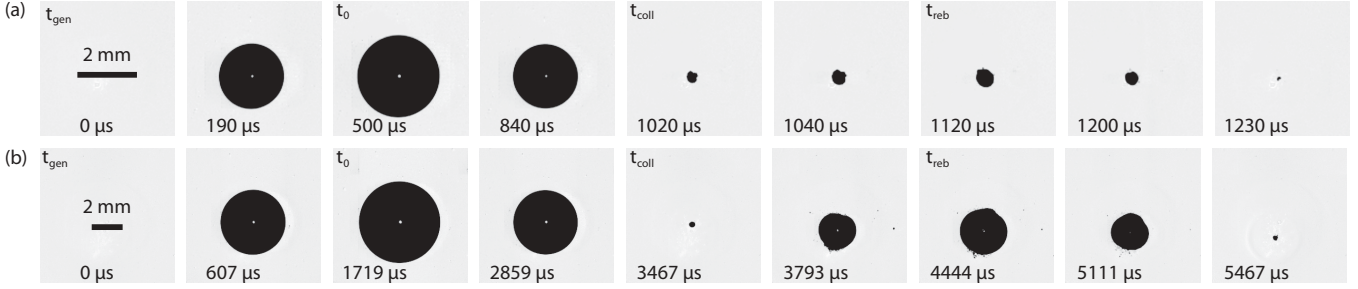 (a)
t_gen t_0 t_coll t_reb
2 mm
0 µs 190 µs 500 µs 840 µs 1020 µs 1040 µs 1120 µs 1200 µs 1230 µs
(b)
t_gen t_0 t_coll t_reb
2 mm
0 µs 607 µs 1719 µs 2859 µs 3467 µs 3793 µs 4444 µs 5111 µs 5467 µs